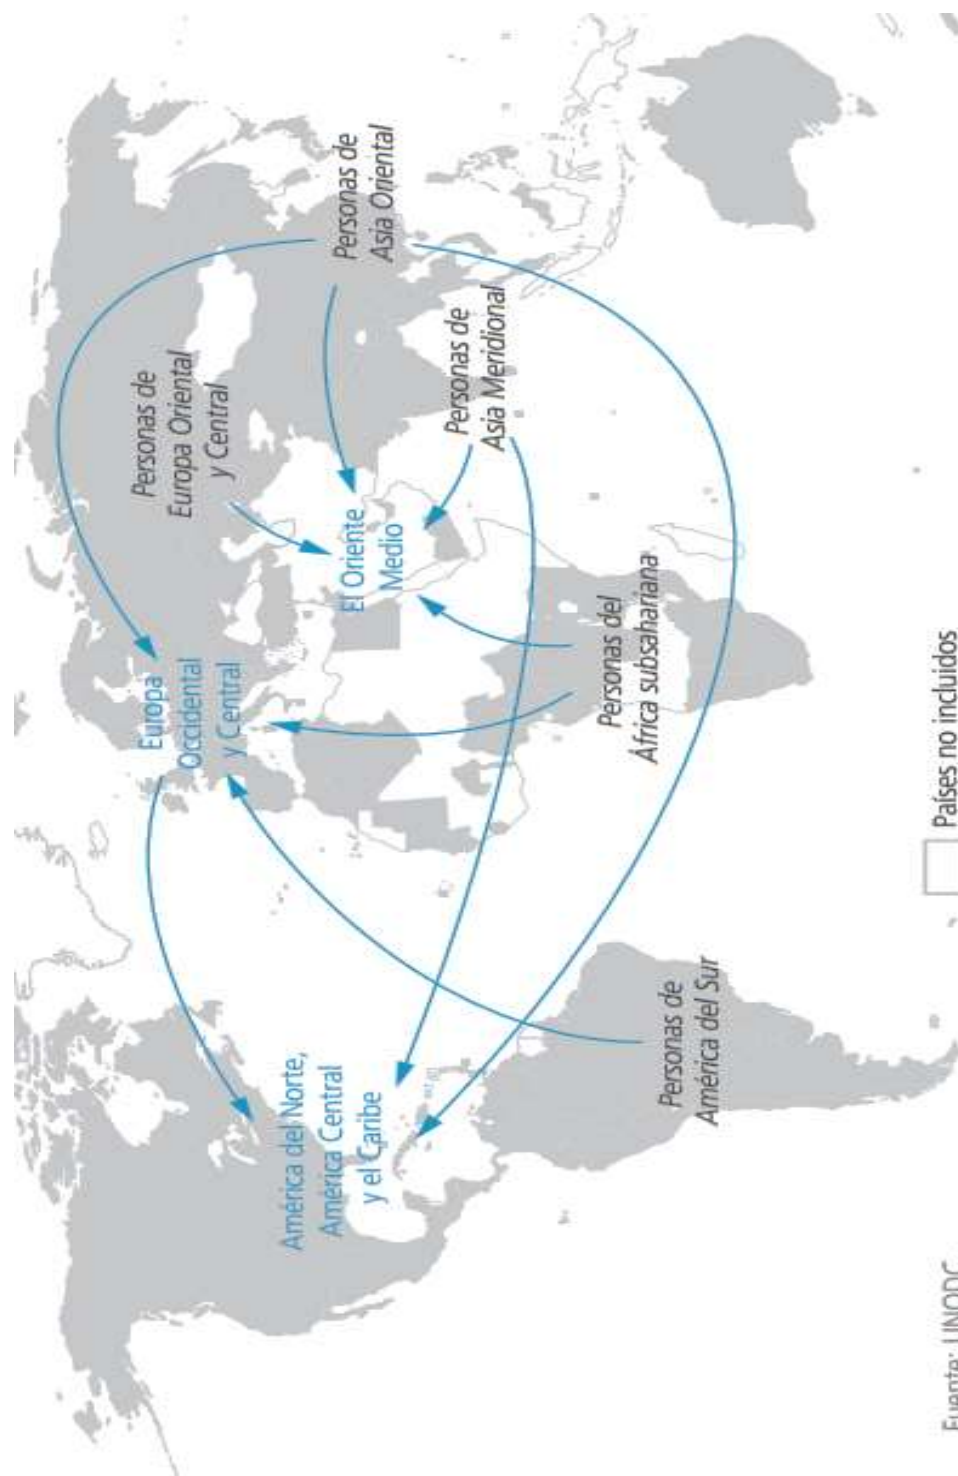 Europa
Occidental
y Central
Personas de
Europa Oriental
y Central
América del Norte,
América Central
y el Caribe
El Oriente
Medio
Personas de
Asia Oriental
Personas de
Asia Meridional
Personas del
África subsahariana
Personas de
América del Sur
Fuente: UNODC
Países no incluidos